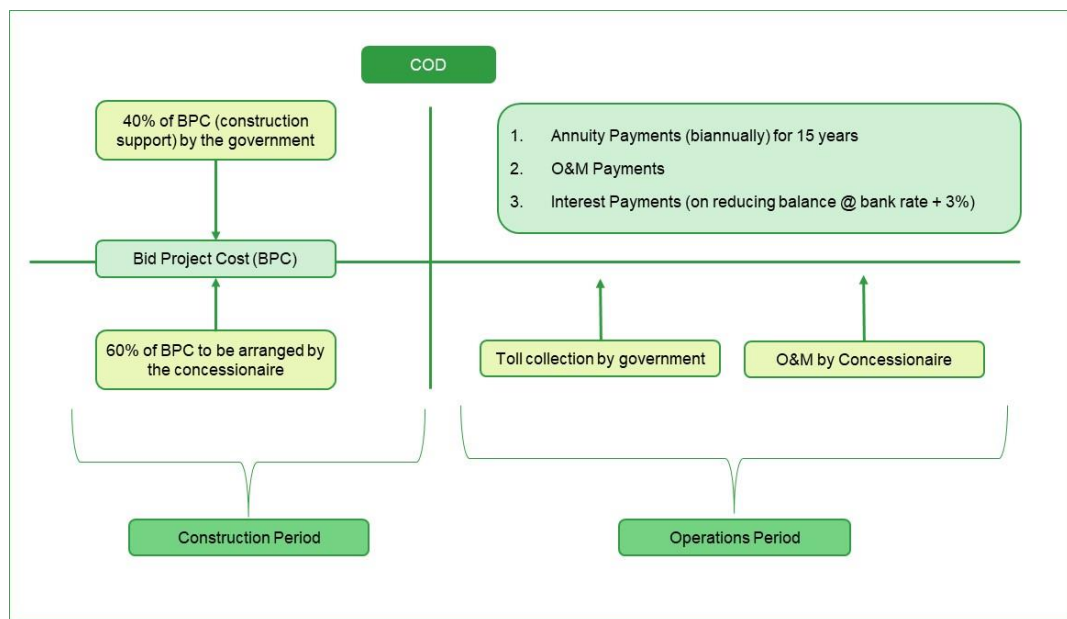 COD
40% of BPC (construction
support) by the government
1. Annuity Payments (biannually) for 15 years
2. O&M Payments
3. Interest Payments (on reducing balance @ bank rate + 3%)
Bid Project Cost (BPC)
60% of BPC to be arranged by
the concessionaire
Toll collection by government
O&M by Concessionaire
Construction Period
Operations Period